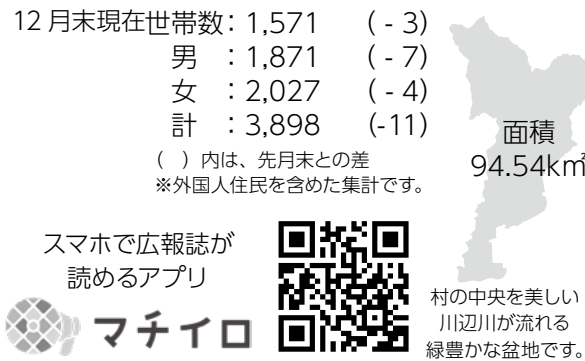 12 月末現在世帯数：1,571 （ - 3）
男 ：1,871 （ - 7）
女 ：2,027 （ - 4）
計 ：3,898 （-11）
（ ）内は、先月末との差
※外国人住民を含めた集計です。
面積
94.54k㎡
スマホで広報誌が
読めるアプリ
マチイロ
村の中央を美しい
川辺川が流れる
緑豊かな盆地です。